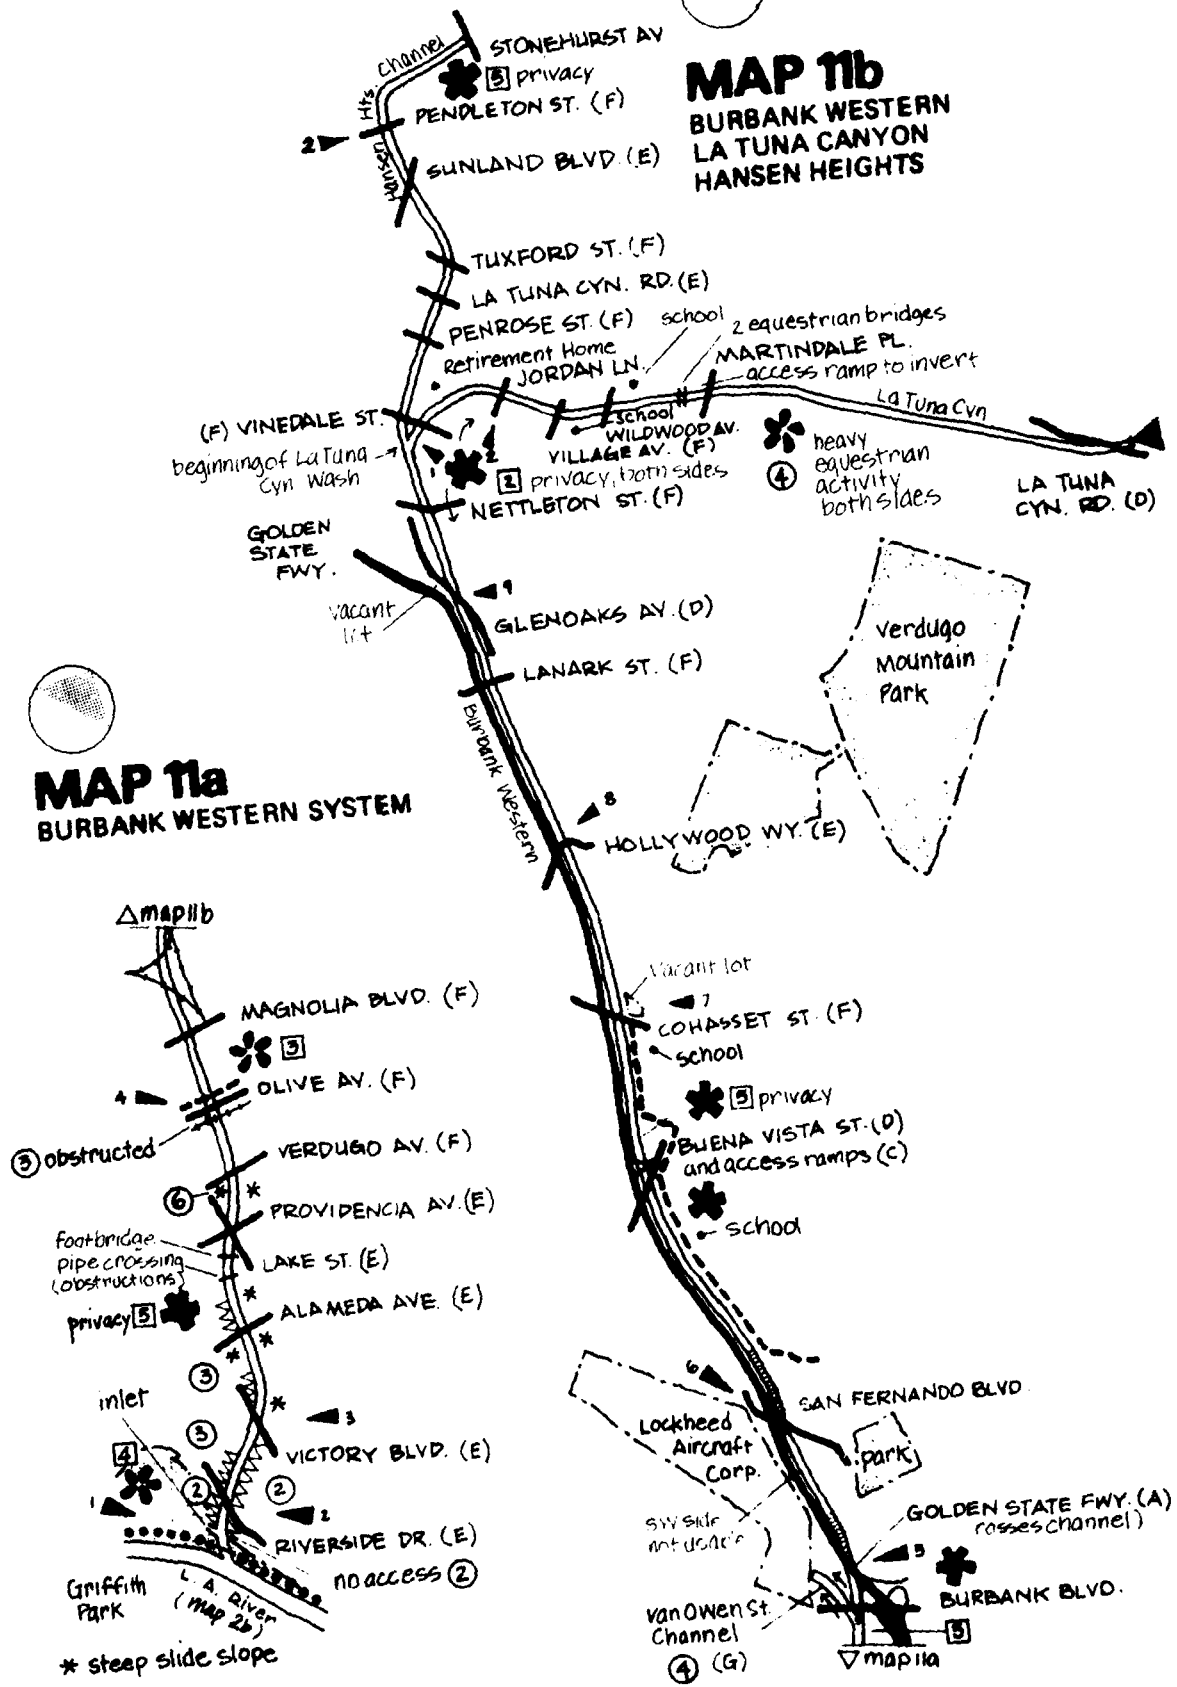 Hts. Channel
STONEHURST AV
5 privacy
PENDLETON ST. (F)
2
Hansen
SUNLAND BLVD. (E)
MAP 11b
BURBANK WESTERN
LA TUNA CANYON
HANSEN HEIGHTS
TUXFORD ST. (F)
LA TUNA CYN. RD. (E)
PENROSE ST. (F)
school
2 equestrian bridges
Retirement Home
JORDAN LN.
MARTINDALE PL.
access ramp to invert
La Tuna Cyn
(F) VINEDALE ST.
school
WILDWOOD AV.
VILLAGE AV. (F)
beginning of La Tuna
Cyn Wash
1
2
2 privacy, both sides
NETTLETON ST. (F)
heavy
4 equestrian
activity
both sides
LA TUNA
CYN. RD. (D)
GOLDEN
STATE
FWY.
vacant
lot
9
GLENOAKS AV. (D)
LANARK ST. (F)
Verdugo
Mountain
Park
Burbank Western
8
HOLLYWOOD WY. (E)
MAP 11a
BURBANK WESTERN SYSTEM
△ map 11b
MAGNOLIA BLVD. (F)
3
4
OLIVE AV. (F)
3 obstructed
VERDUGO AV. (F)
6
PROVIDENCIA AV. (E)
footbridge
pipe crossing
(obstructions)
LAKE ST. (E)
privacy 5
ALAMEDA AVE. (E)
3
inlet
3
3
VICTORY BLVD. (E)
4
2
2
1
2
RIVERSIDE DR. (E)
no access 2
Griffith
Park
L.A. River
(map 2b)
* steep slide slope
vacant lot
7
COHASSET ST. (F)
school
5 privacy
BUENA VISTA ST. (D)
and access ramps (C)
school
6
SAN FERNANDO BLVD
Lockheed
Aircraft
Corp.
park
SW side
not
GOLDEN STATE FWY. (A)
rosses channel)
5
BURBANK BLVD.
Van Owen St.
Channel
4 (G)
5
▽ map 11a